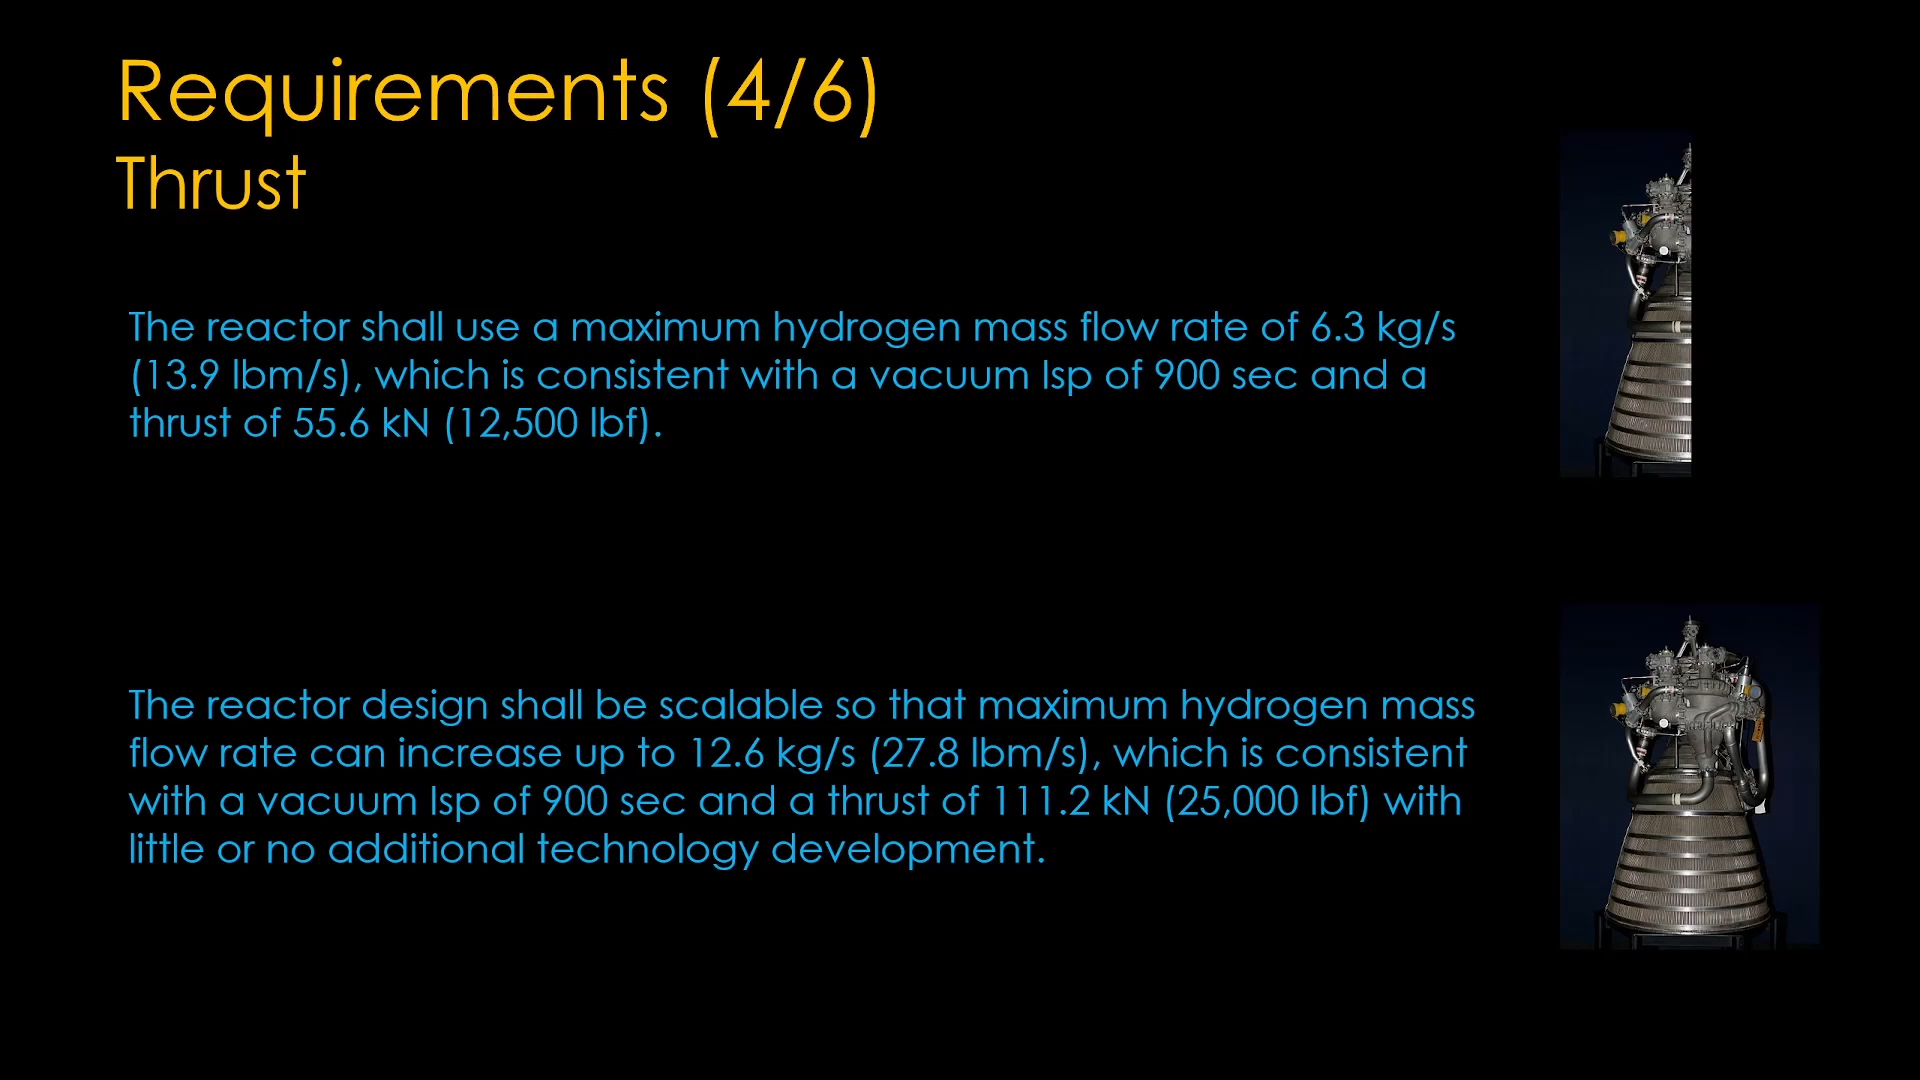 Requirements (4/6)
Thrust
The reactor shall use a maximum hydrogen mass flow rate of 6.3 kg/s
(13.9 lbm/s), which is consistent with a vacuum Isp of 900 sec and a
thrust of 55.6 kN (12,500 lbf).
The reactor design shall be scalable so that maximum hydrogen mass
flow rate can increase up to 12.6 kg/s (27.8 lbm/s), which is consistent
with a vacuum Isp of 900 sec and a thrust of 111.2 kN (25,000 lbf) with
little or no additional technology development.